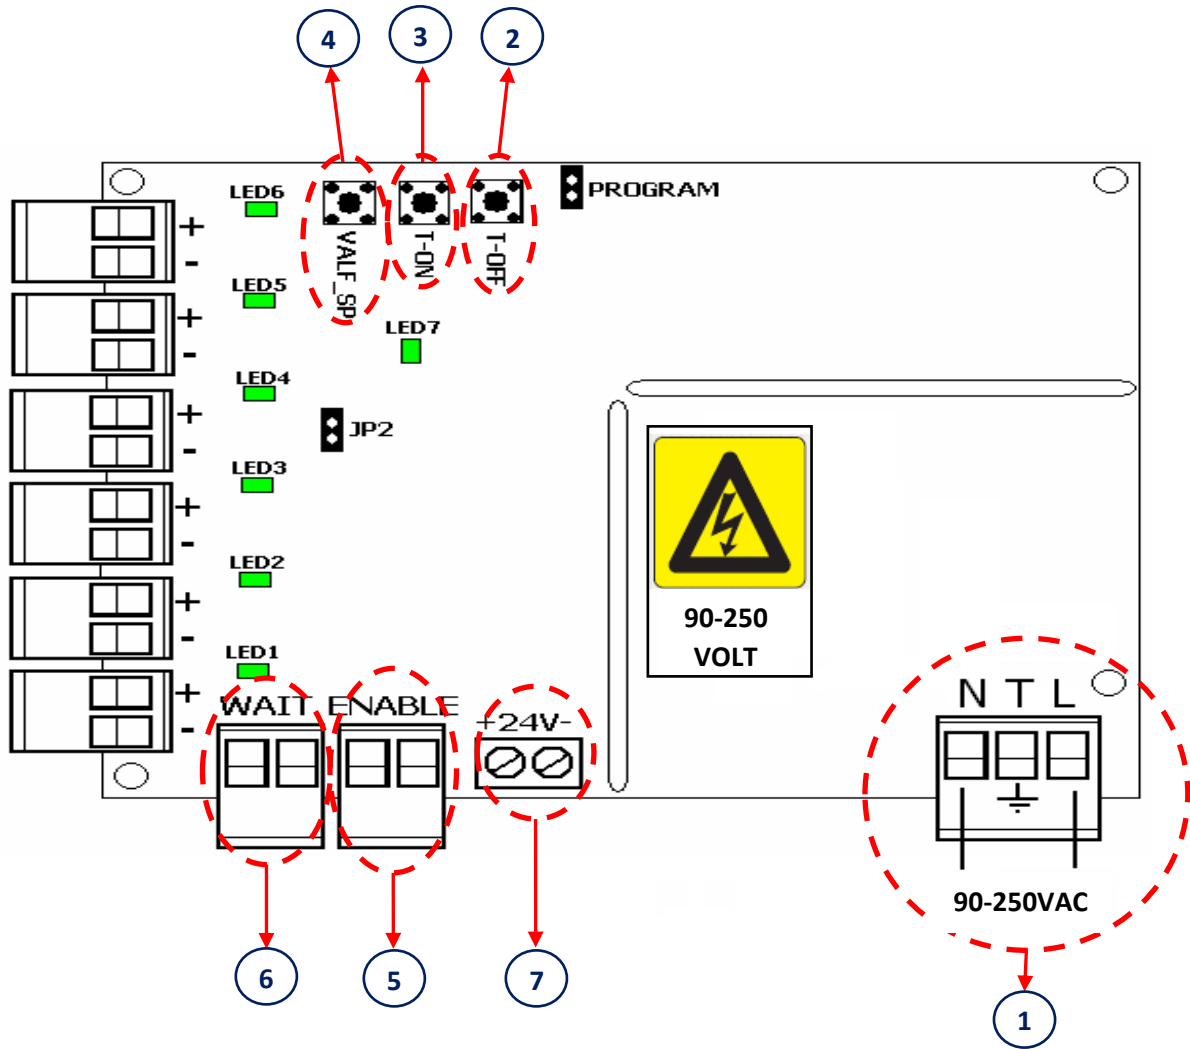 4
3
2
LED6
PROGRAM
+
-
VALF_SP
T-ON
T-OFF
LED5
+
-
LED7
LED4
+
-
JP2
LED3
+
-
90-250
VOLT
LED2
+
-
LED1
+
-
WAIT
ENABLE
+24V-
N T L
90-250VAC
6
5
7
1